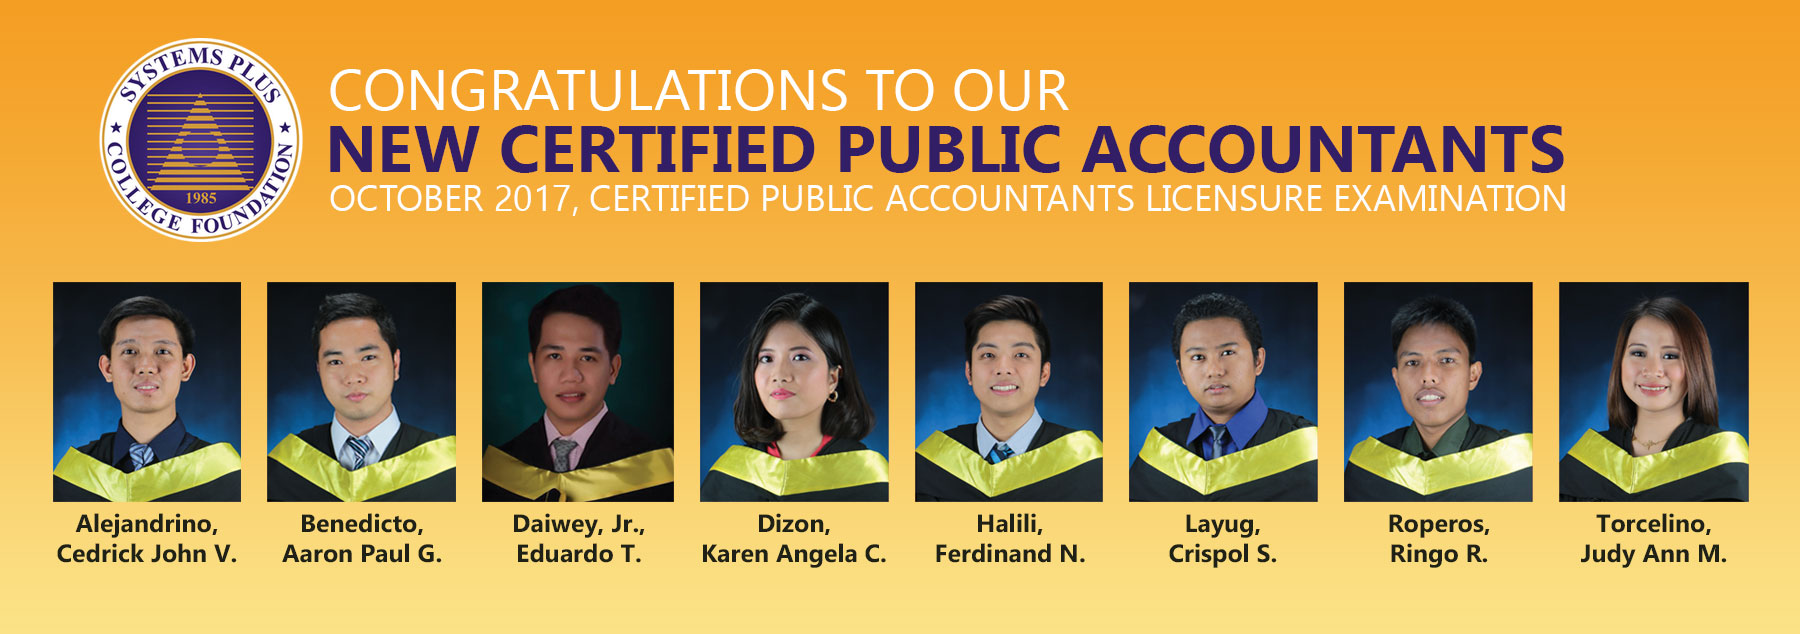 SYSTEMS PLUS
COLLEGE FOUNDATION
1985
CONGRATULATIONS TO OUR
NEW CERTIFIED PUBLIC ACCOUNTANTS
OCTOBER 2017, CERTIFIED PUBLIC ACCOUNTANTS LICENSURE EXAMINATION
Alejandrino,
Cedrick John V.
Benedicto,
Aaron Paul G.
Daiwey, Jr.,
Eduardo T.
Dizon,
Karen Angela C.
Halili,
Ferdinand N.
Layug,
Crispol S.
Roperos,
Ringo R.
Torcelino,
Judy Ann M.